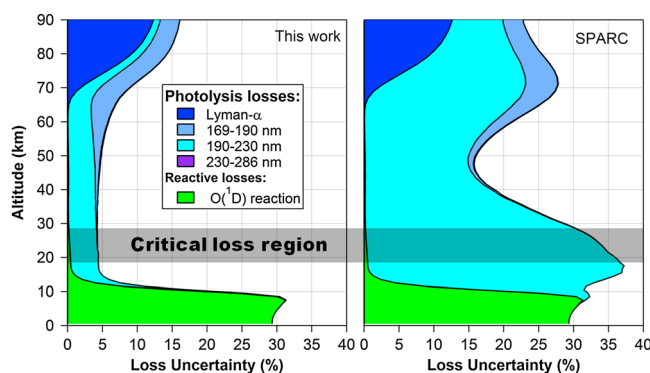 This work
SPARC
90
80
70
60
50
40
30
20
10
0
Altitude (km)
Photolysis losses:
Lyman-α
169-190 nm
190-230 nm
230-286 nm
Reactive losses:
O(¹D) reaction
Critical loss region
0 5 10 15 20 25 30 35 40
0 5 10 15 20 25 30 35 40
Loss Uncertainty (%)
Loss Uncertainty (%)